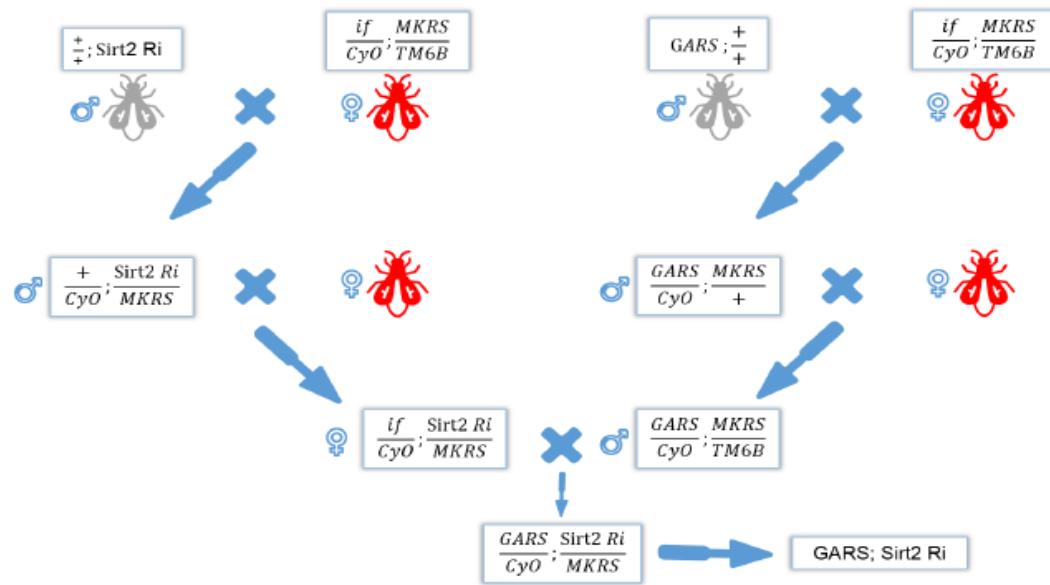 +/+ ; Sirt2 Ri
if/CyO ; MKRS/TM6B
GARS ; +/+
if/CyO ; MKRS/TM6B
♂
♀
♂
♀
♂ +/CyO ; Sirt2 Ri/MKRS
♀
♂ GARS/CyO ; MKRS/+
♀
♀ if/CyO ; Sirt2 Ri/MKRS
♂ GARS/CyO ; MKRS/TM6B
GARS/CyO ; Sirt2 Ri/MKRS
GARS; Sirt2 Ri